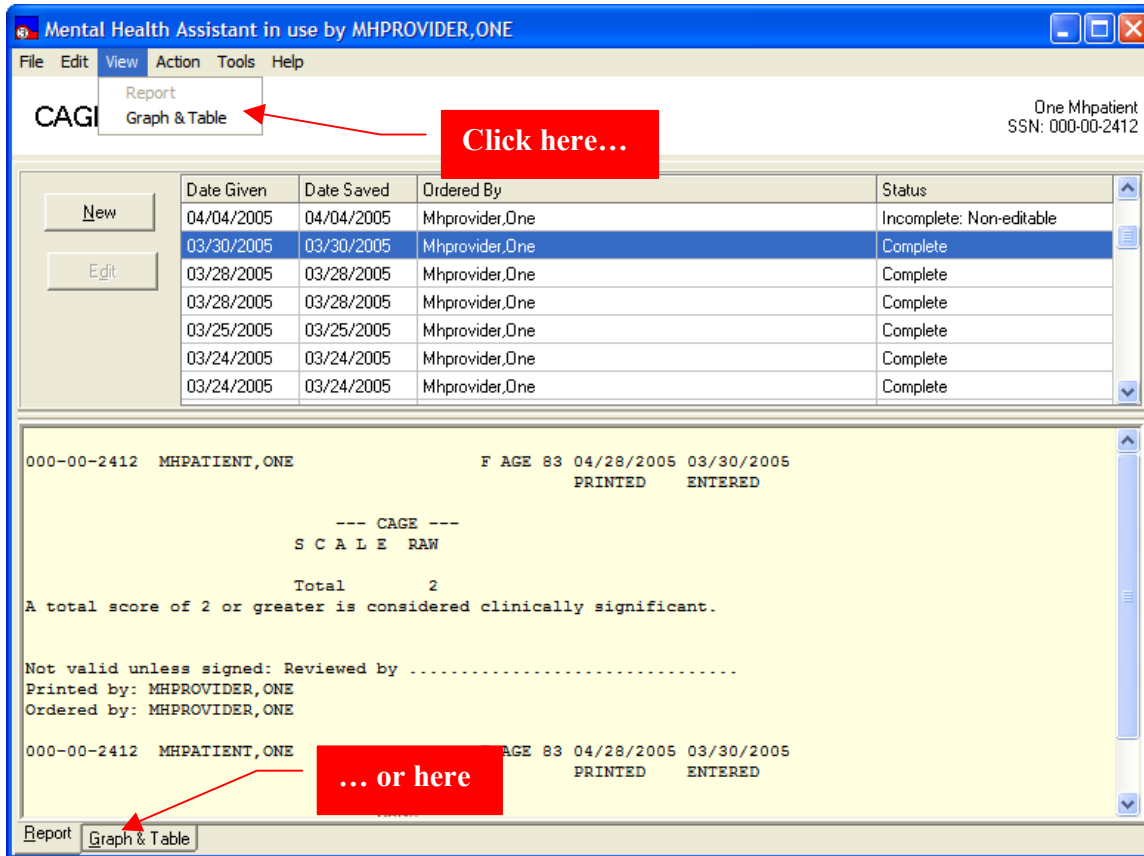 Mental Health Assistant in use by MHPROVIDER,ONE
File Edit View Action Tools Help
Report
Graph & Table
CAGE
One Mhpatient
SSN: 000-00-2412
Click here…
New
Edit
Date Given Date Saved Ordered By Status
04/04/2005 04/04/2005 Mhprovider,One Incomplete: Non-editable
03/30/2005 03/30/2005 Mhprovider,One Complete
03/28/2005 03/28/2005 Mhprovider,One Complete
03/28/2005 03/28/2005 Mhprovider,One Complete
03/25/2005 03/25/2005 Mhprovider,One Complete
03/24/2005 03/24/2005 Mhprovider,One Complete
03/24/2005 03/24/2005 Mhprovider,One Complete
000-00-2412 MHPATIENT,ONE F AGE 83 04/28/2005 03/30/2005
PRINTED ENTERED
--- CAGE ---
S C A L E RAW
Total 2
A total score of 2 or greater is considered clinically significant.
Not valid unless signed: Reviewed by ................................
Printed by: MHPROVIDER,ONE
Ordered by: MHPROVIDER,ONE
000-00-2412 MHPATIENT,ONE AGE 83 04/28/2005 03/30/2005
PRINTED ENTERED
… or here
Report Graph & Table